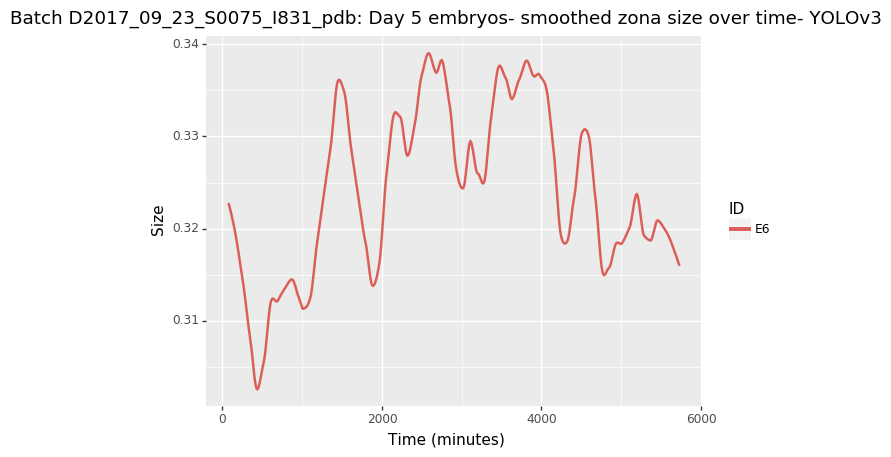 Batch D2017_09_23_S0075_I831_pdb: Day 5 embryos- smoothed zona size over time- YOLOv3
0.34
0.33
0.32
0.31
Size
0
2000
4000
6000
Time (minutes)
ID
E6